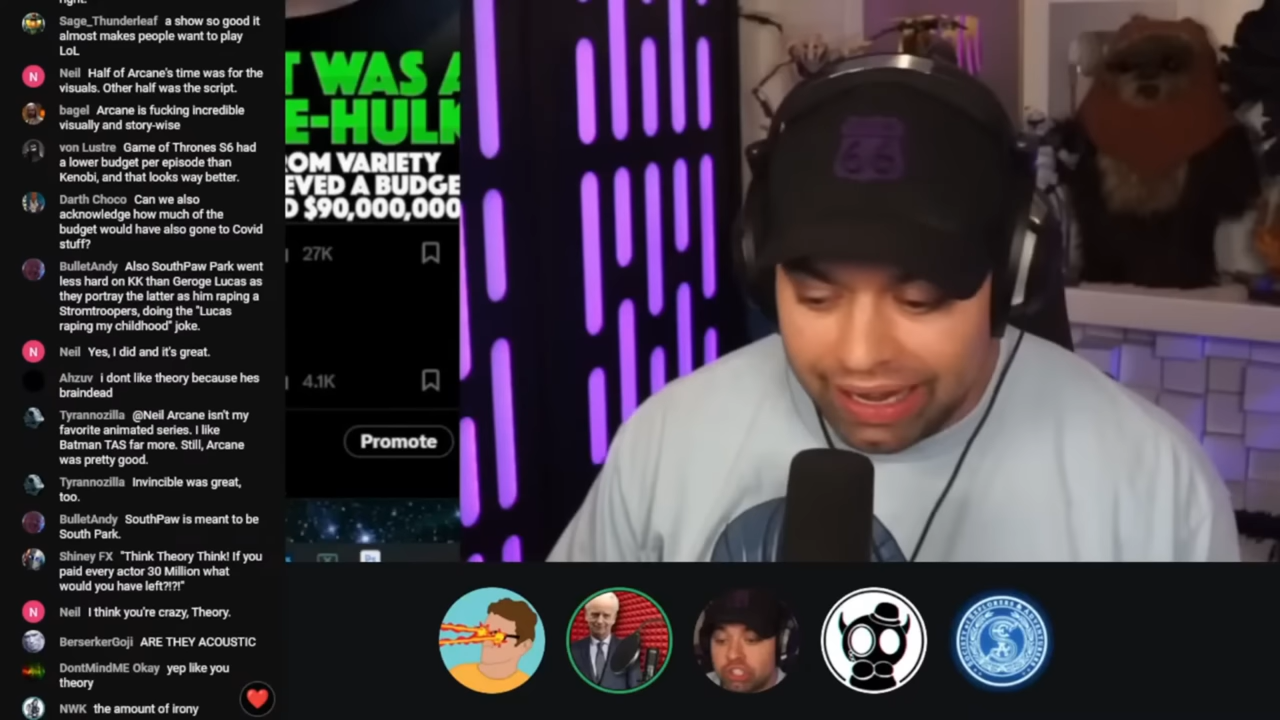 right.
Sage_Thunderleaf a show so good it
almost makes people want to play
LoL
N Neil Half of Arcane's time was for the
visuals. Other half was the script.
bagel Arcane is fucking incredible
visually and story-wise
von Lustre Game of Thrones S6 had
a lower budget per episode than
Kenobi, and that looks way better.
Darth Choco Can we also
acknowledge how much of the
budget would have also gone to Covid
stuff?
BulletAndy Also SouthPaw Park went
less hard on KK than Geroge Lucas as
they portray the latter as him raping a
Stromtroopers, doing the "Lucas
raping my childhood" joke.
N Neil Yes, I did and it's great.
Ahzuv i dont like theory because hes
braindead
Tyrannozilla @Neil Arcane isn't my
favorite animated series. I like
Batman TAS far more. Still, Arcane
was pretty good.
Tyrannozilla Invincible was great,
too.
BulletAndy SouthPaw is meant to be
South Park.
Shiney FX "Think Theory Think! If you
paid every actor 30 Million what
would you have left?!?!"
N Neil I think you're crazy, Theory.
BerserkerGoji ARE THEY ACOUSTIC
DontMindME Okay yep like you
theory
NWK the amount of irony
T WAS A
E-HULK
OM VARIETY
EVED A BUDGE
D $90,000,000
27K
4.1K
Promote
66